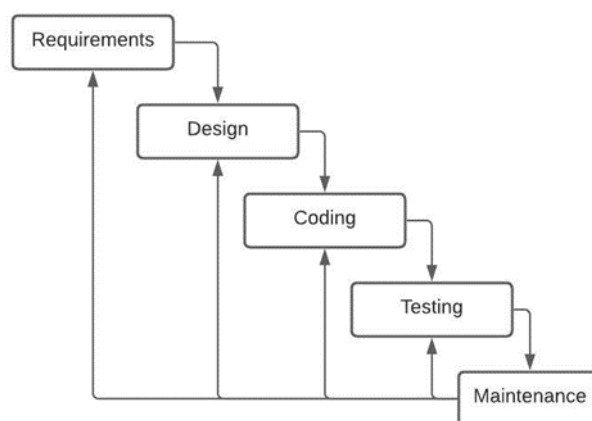 Requirements
Design
Coding
Testing
Maintenance